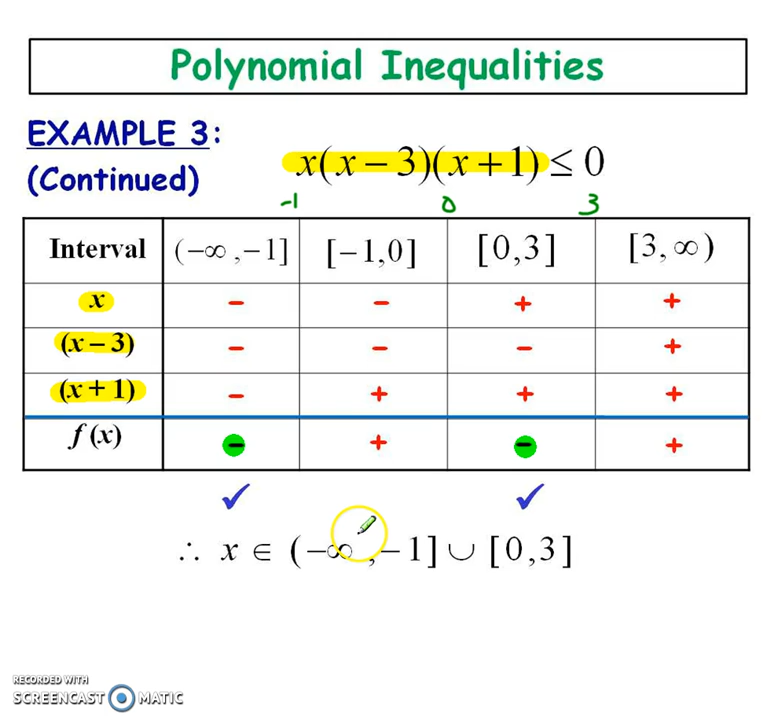 Polynomial Inequalities
EXAMPLE 3:
(Continued)
x(x – 3)(x + 1) ≤ 0
-1 0 3
Interval (–∞ ,–1] [–1,0] [0,3] [3,∞)
x – – + +
(x – 3) – – – +
(x + 1) – + + +
f (x) – + – +
✓ ✓
∴ x ∈ (–∞ ,–1] ∪ [0,3]
RECORDED WITH
SCREENCAST MATIC